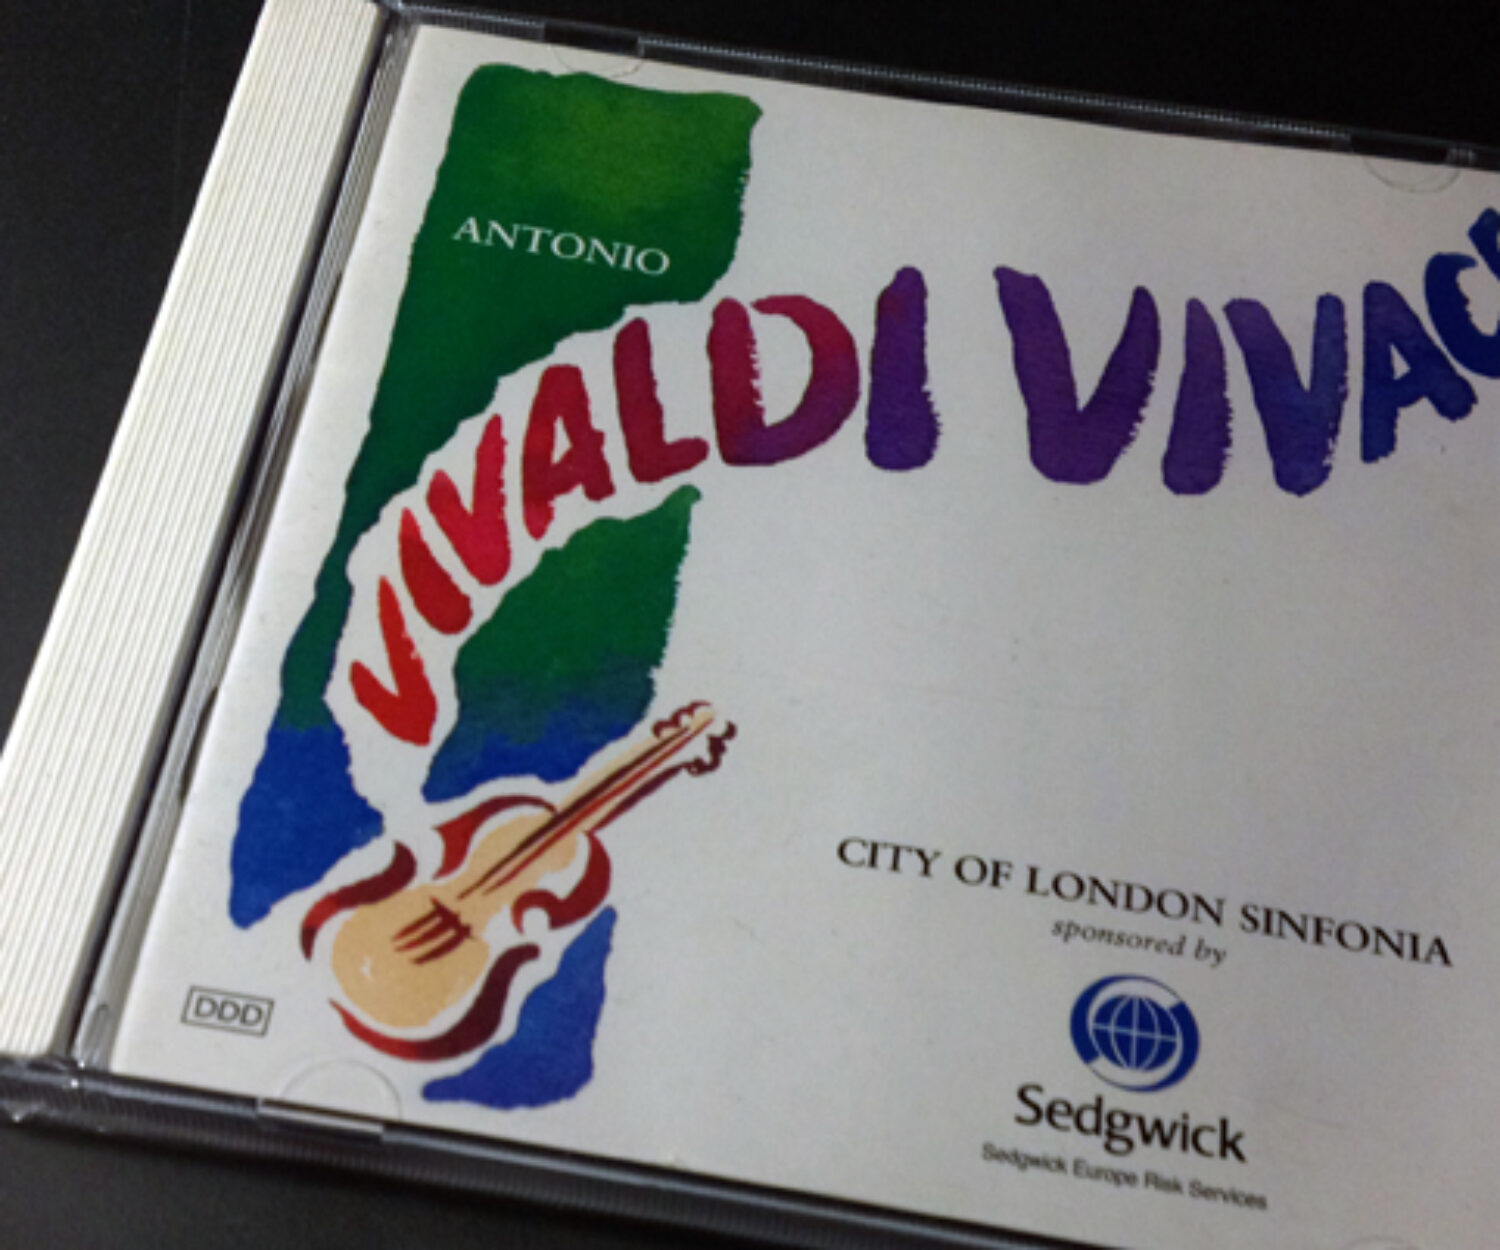 ANTONIO
VIVALDI VIVAC
CITY OF LONDON SINFONIA
sponsored by
Sedgwick
Sedgwick Europe Risk Services
DDD